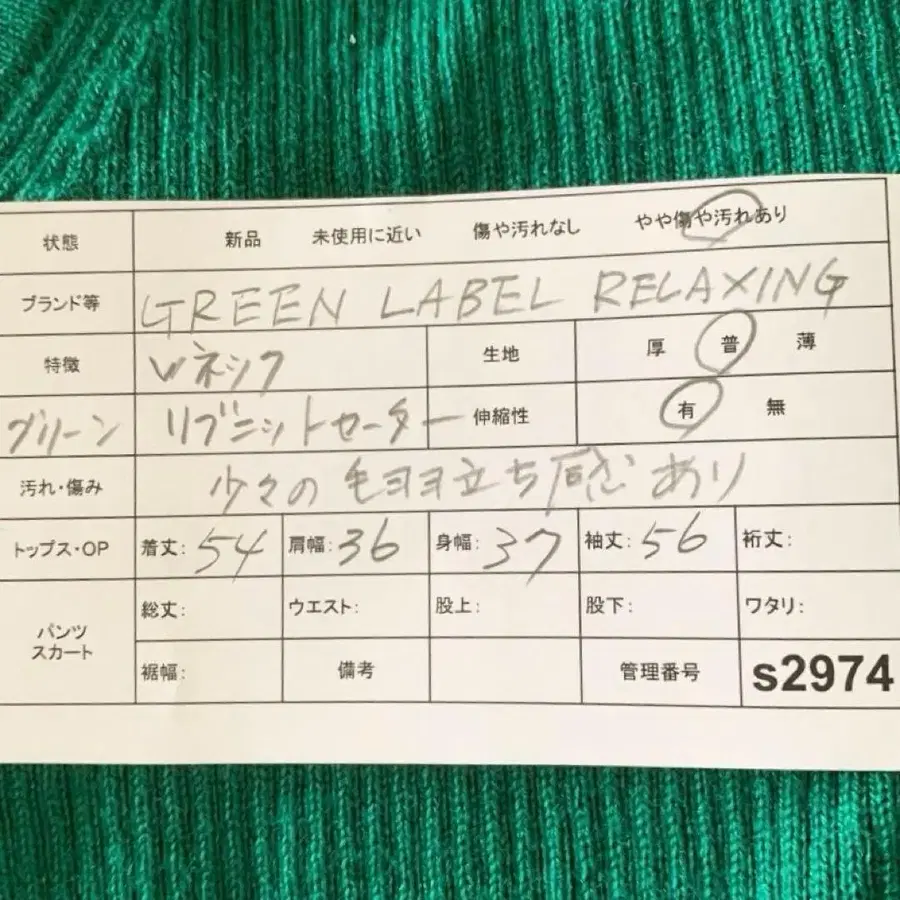 状態 新品 未使用に近い 傷や汚れなし やや傷や汚れあり
ブランド等 GREEN LABEL RELAXING
特徴 Vネック 生地 厚 普 薄
グリーン リブニットセーター 伸縮性 有 無
汚れ・傷み 少々の毛ヨヨ立ち感あり
トップス・OP 着丈: 54 肩幅: 36 身幅: 37 袖丈: 56 裄丈:
パンツ スカート 総丈: ウエスト: 股上: 股下: ワタリ:
裾幅: 備考 管理番号 s2974